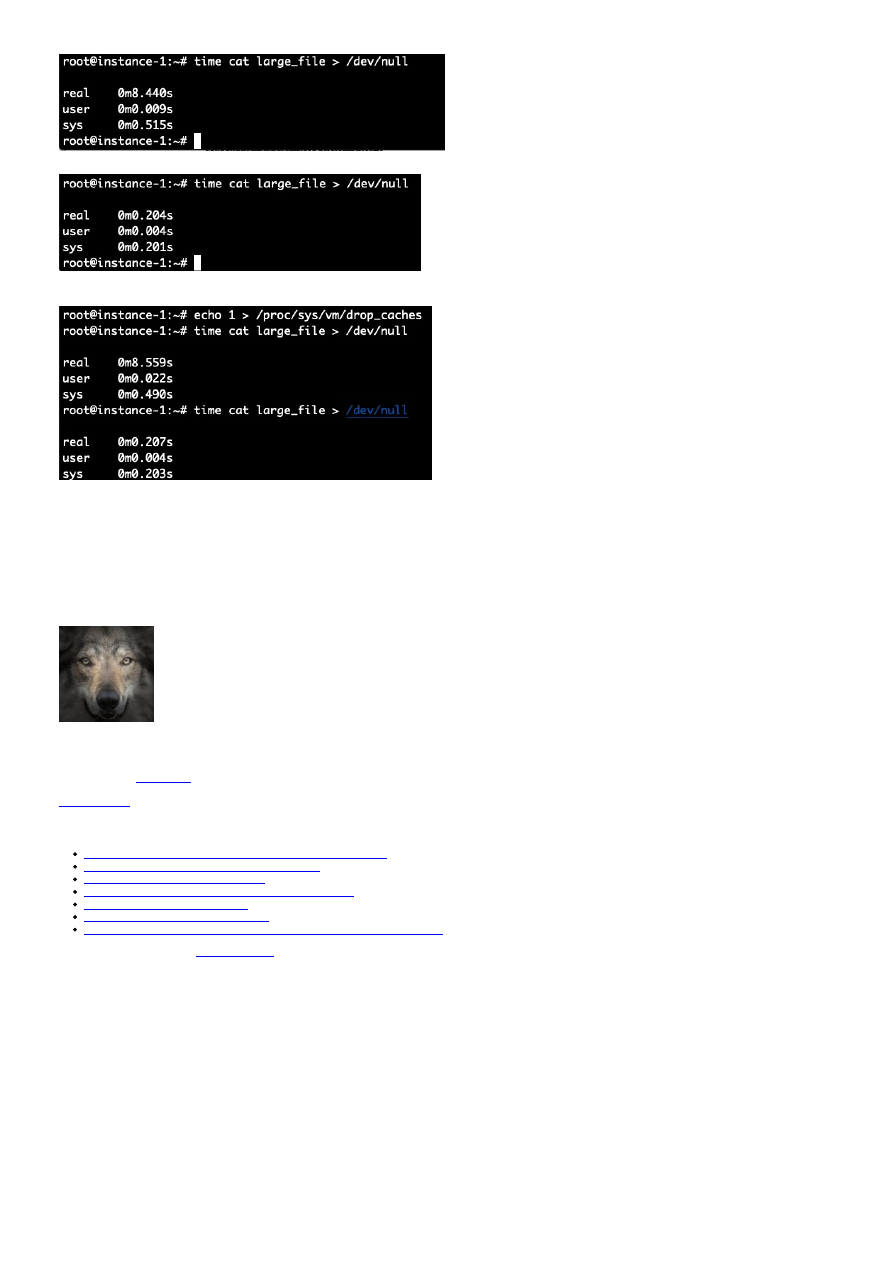 root@instance-1:~# time cat large_file > /dev/null
real 0m8.440s
user 0m0.009s
sys 0m0.515s
root@instance-1:~#
root@instance-1:~# time cat large_file > /dev/null
real 0m0.204s
user 0m0.004s
sys 0m0.201s
root@instance-1:~#
root@instance-1:~# echo 1 > /proc/sys/vm/drop_caches
root@instance-1:~# time cat large_file > /dev/null
real 0m8.559s
user 0m0.022s
sys 0m0.490s
root@instance-1:~# time cat large_file > /dev/null
real 0m0.207s
user 0m0.004s
sys 0m0.203s